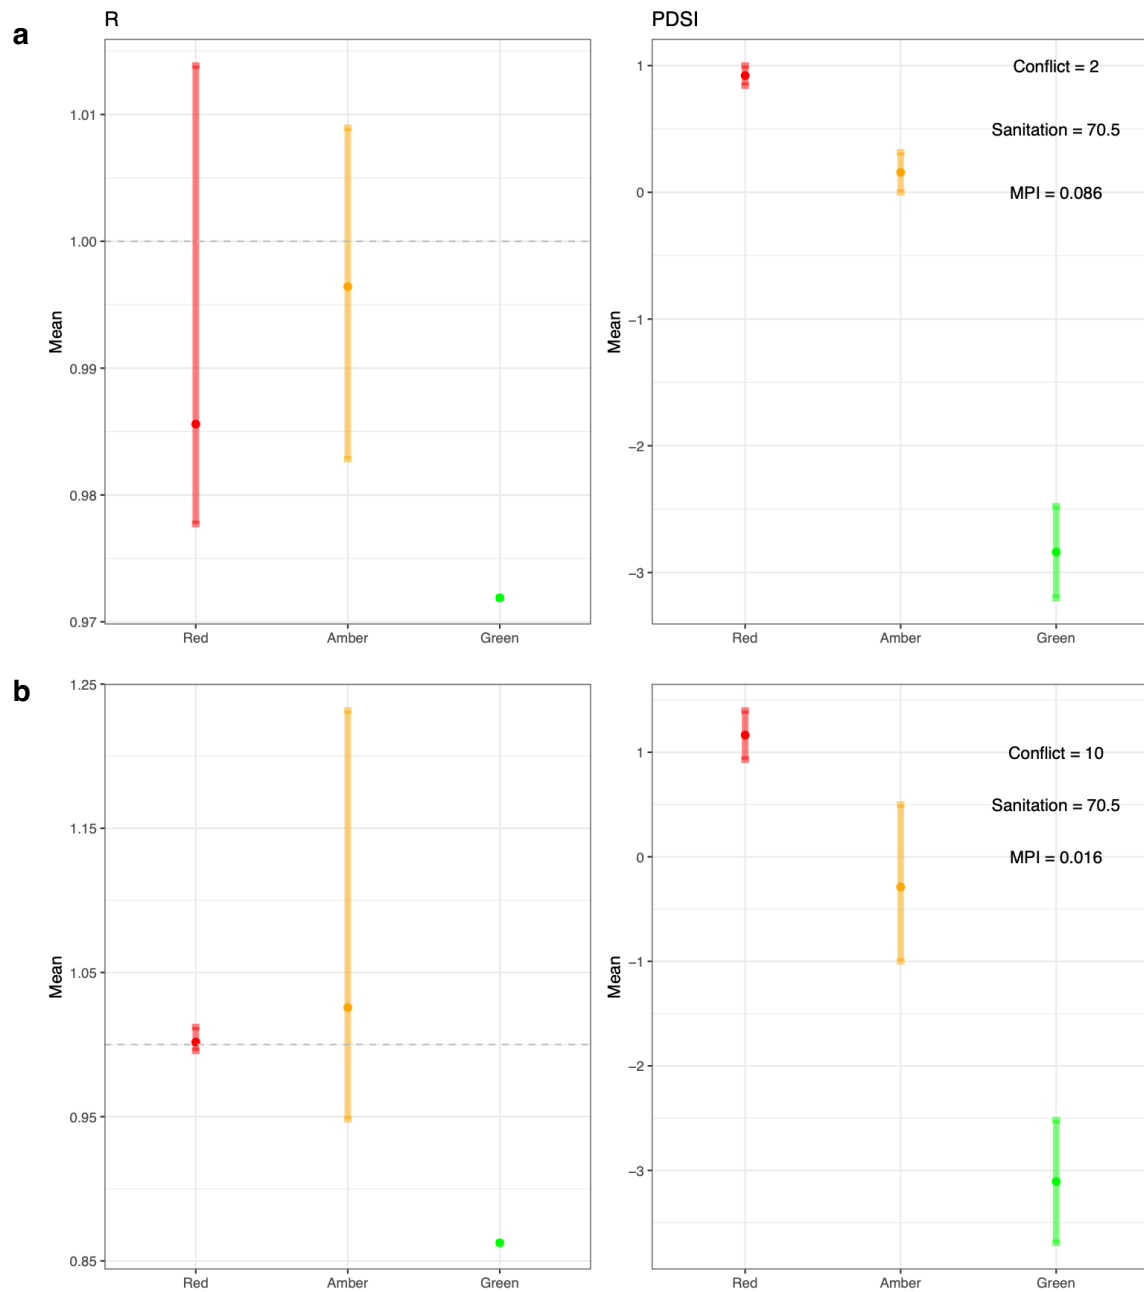 a
R
PDSI
Mean
1.01
1.00
0.99
0.98
0.97
Red
Amber
Green
Mean
1
0
−1
−2
−3
Conflict = 2
Sanitation = 70.5
MPI = 0.086
Red
Amber
Green
b
Mean
1.25
1.15
1.05
0.95
0.85
Red
Amber
Green
Mean
1
0
−1
−2
−3
Conflict = 10
Sanitation = 70.5
MPI = 0.016
Red
Amber
Green